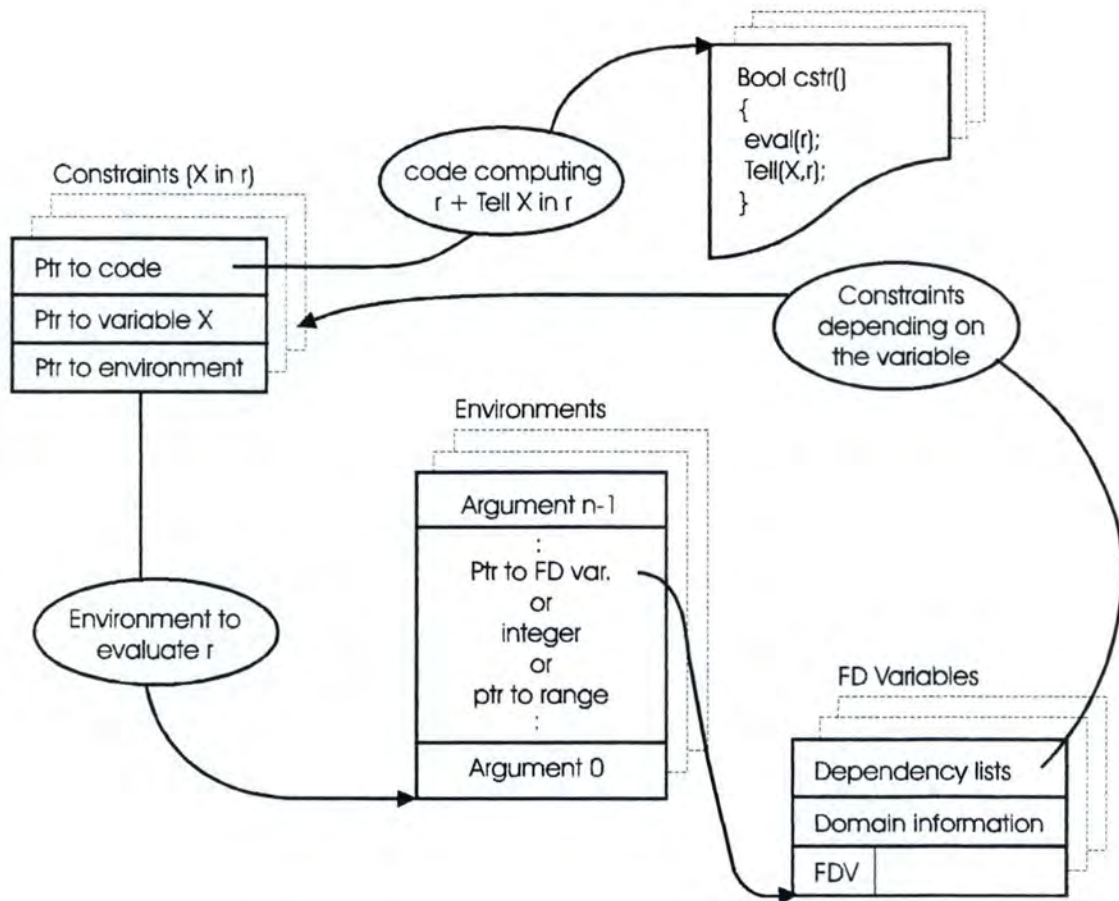 Bool cstr()
{
eval(r);
Tell(X,r);
}
code computing
r + Tell X in r
Constraints (X in r)
Ptr to code
Ptr to variable X
Ptr to environment
Constraints
depending on
the variable
Environments
Argument n-1
:
Ptr to FD var.
or
integer
or
ptr to range
:
Argument 0
Environment to
evaluate r
FD Variables
Dependency lists
Domain information
FDV